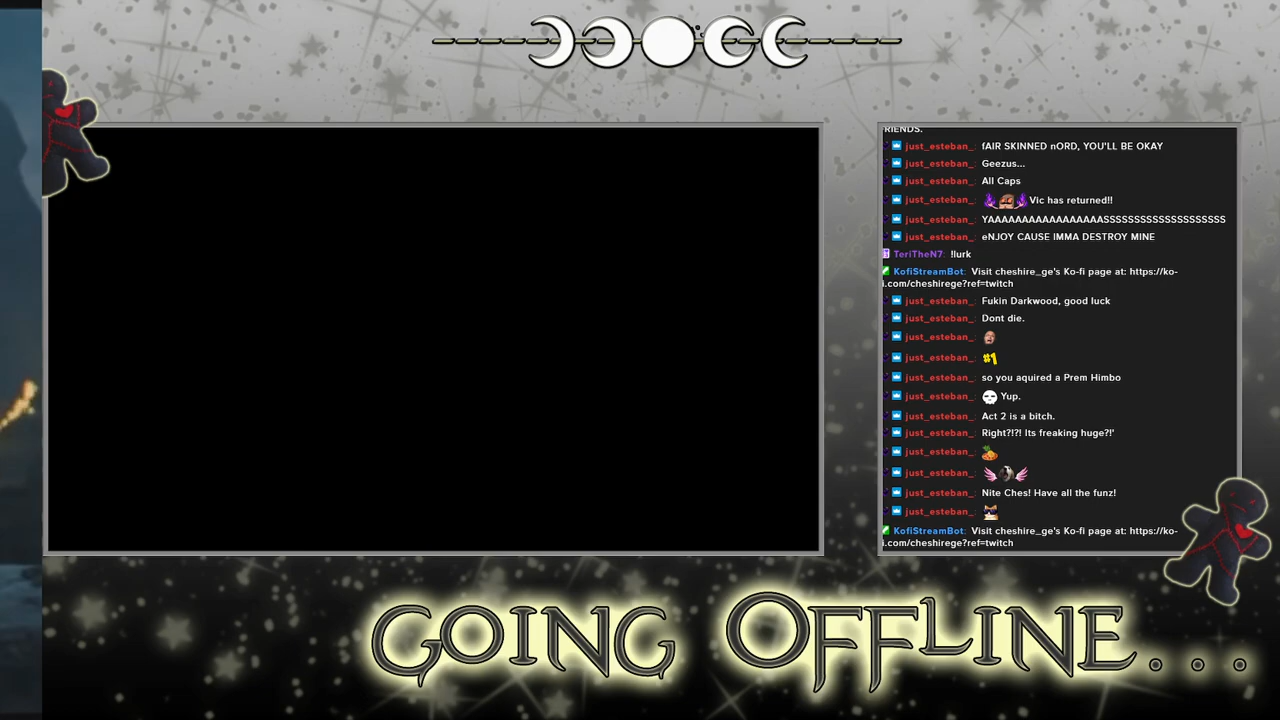 RIENDS.
just_esteban_: fAIR SKINNED nORD, YOU'LL BE OKAY
just_esteban_: Geezus...
just_esteban_: All Caps
just_esteban_: Vic has returned!!
just_esteban_: YAAAAAAAAAAAAAAAAASSSSSSSSSSSSSSSSSSSS
just_esteban_: eNJOY CAUSE IMMA DESTROY MINE
TeriTheN7: !lurk
KofiStreamBot: Visit cheshire_ge's Ko-fi page at: https://ko-
i.com/cheshirege?ref=twitch
just_esteban_: Fukin Darkwood, good luck
just_esteban_: Dont die.
just_esteban_:
just_esteban_: #1
just_esteban_: so you aquired a Prem Himbo
just_esteban_: Yup.
just_esteban_: Act 2 is a bitch.
just_esteban_: Right?!?! Its freaking huge?!'
just_esteban_:
just_esteban_:
just_esteban_: Nite Ches! Have all the funz!
just_esteban_:
KofiStreamBot: Visit cheshire_ge's Ko-fi page at: https://ko-
i.com/cheshirege?ref=twitch
GOING OFFLINE...